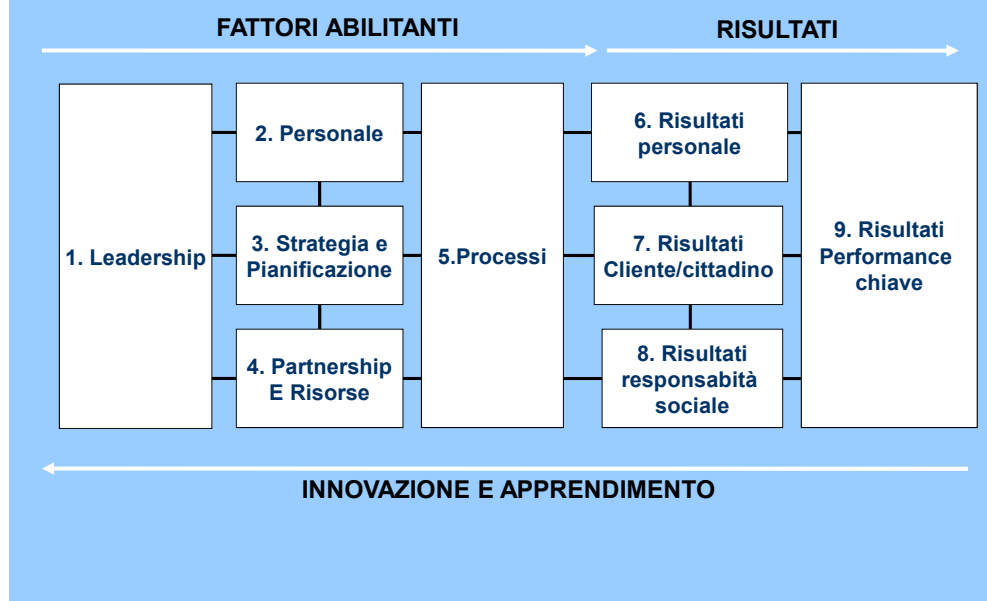 FATTORI ABILITANTI
RISULTATI
1. Leadership
2. Personale
3. Strategia e
Pianificazione
4. Partnership
E Risorse
5.Processi
6. Risultati
personale
7. Risultati
Cliente/cittadino
8. Risultati
responsabità
sociale
9. Risultati
Performance
chiave
INNOVAZIONE E APPRENDIMENTO